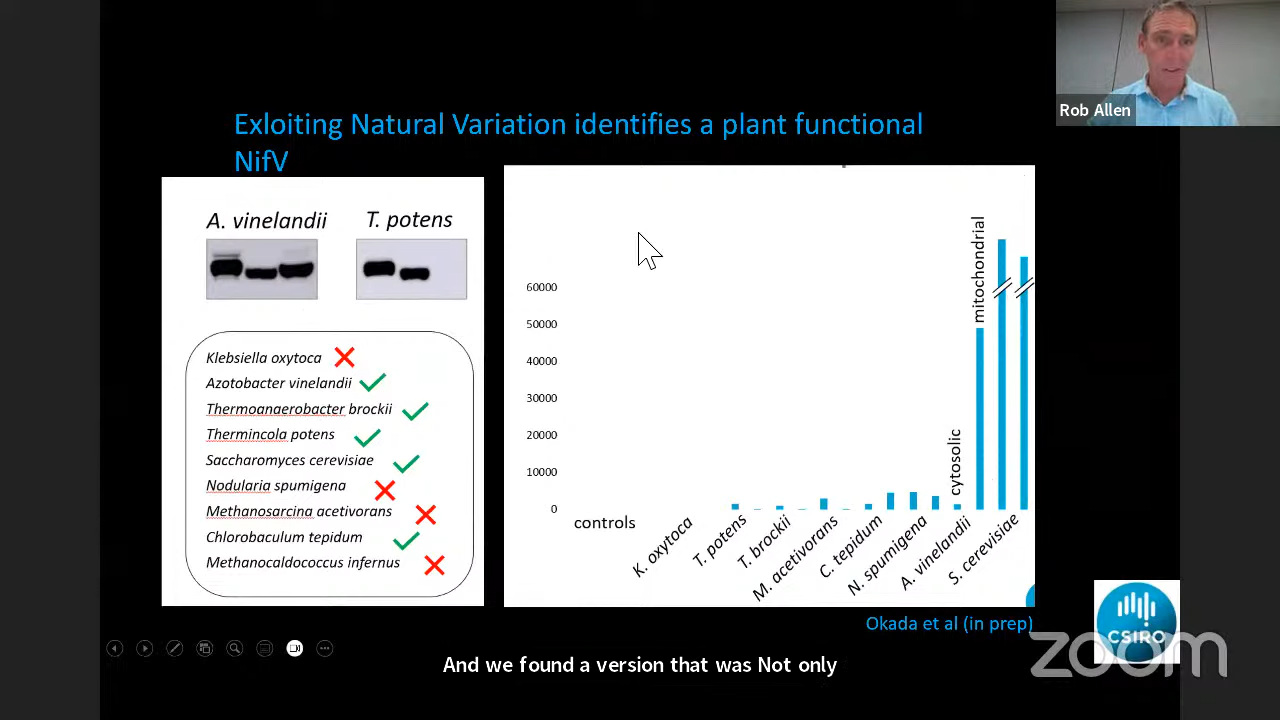 Rob Allen
Exloiting Natural Variation identifies a plant functional
NifV
A. vinelandii
T. potens
Klebsiella oxytoca
Azotobacter vinelandii
Thermoanaerobacter brockii
Thermincola potens
Saccharomyces cerevisiae
Nodularia spumigena
Methanosarcina acetivorans
Chlorobaculum tepidum
Methanocaldococcus infernus
60000
50000
40000
30000
20000
10000
0
cytosolic
mitochondrial
controls
K. oxytoca
T. potens
T. brockii
M. acetivorans
C. tepidum
N. spumigena
A. vinelandii
S. cerevisiae
Okada et al (in prep)
CSIRO
zoom
And we found a version that was Not only